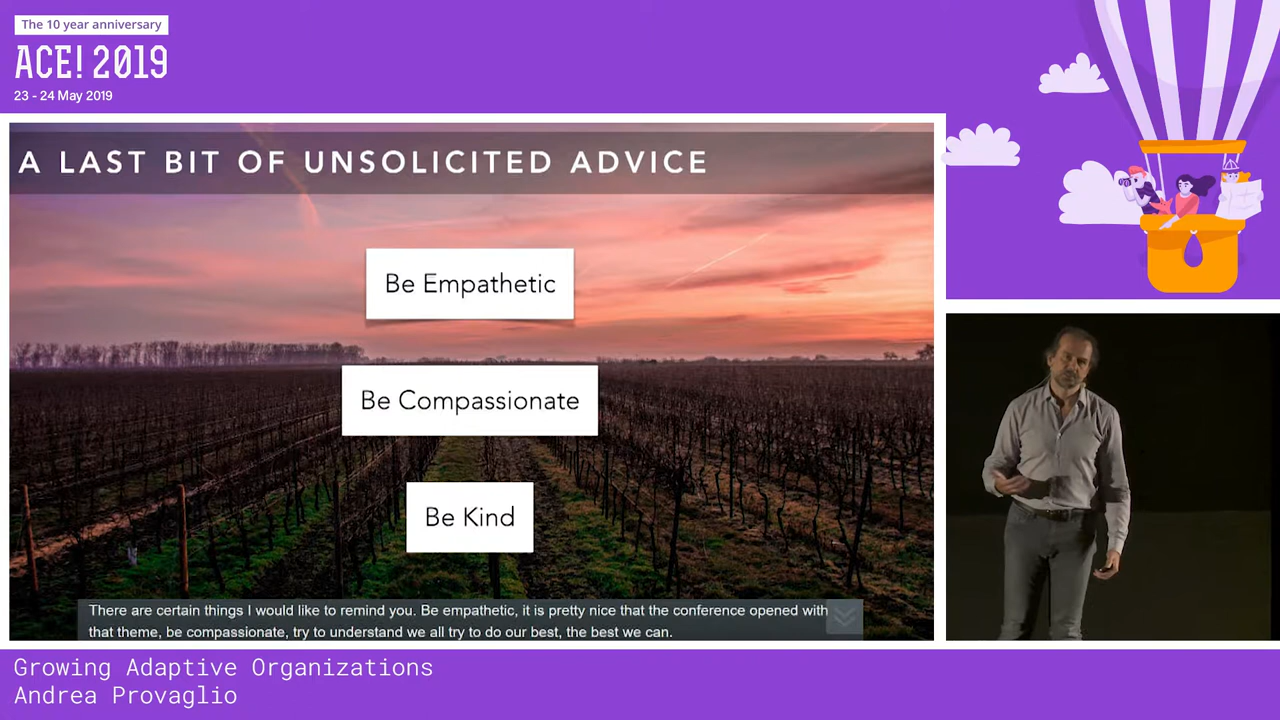 The 10 year anniversary
ACE! 2019
23 - 24 May 2019
A LAST BIT OF UNSOLICITED ADVICE
Be Empathetic
Be Compassionate
Be Kind
There are certain things I would like to remind you. Be empathetic, it is pretty nice that the conference opened with
that theme, be compassionate, try to understand we all try to do our best, the best we can.
Growing Adaptive Organizations
Andrea Provaglio